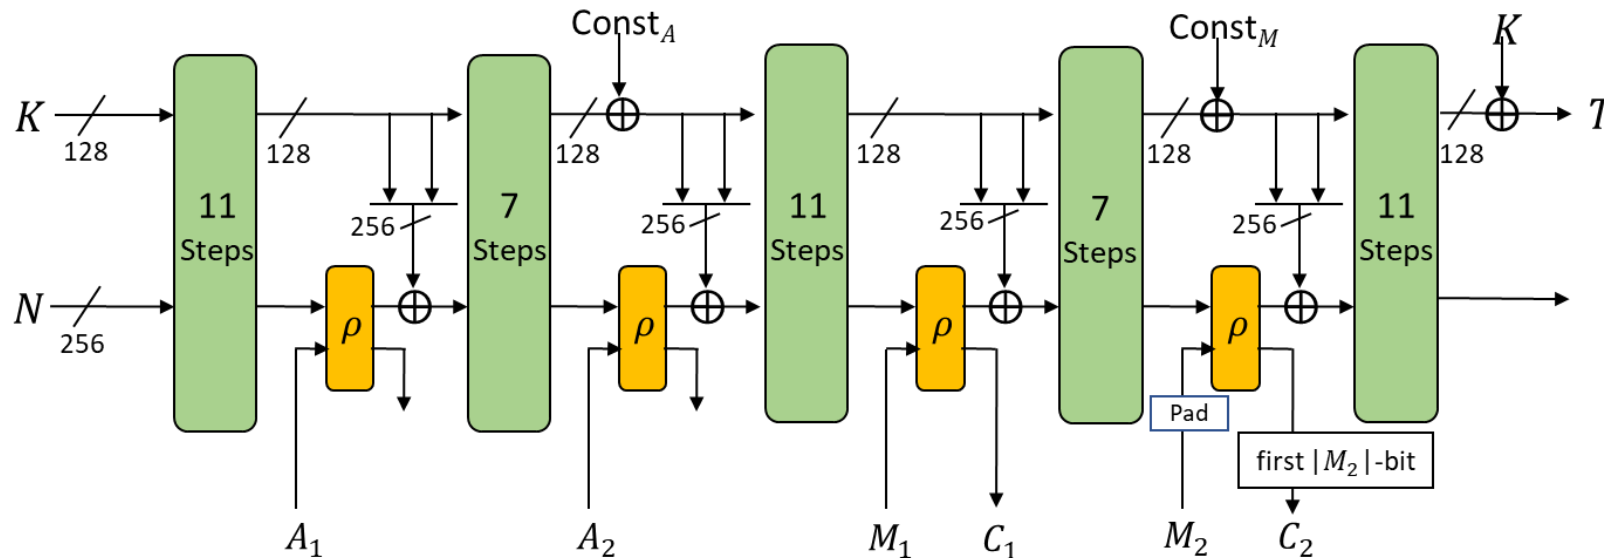 Const_A
Const_M
K
K
128
128
128
128
128
128
T
11
Steps
7
Steps
11
Steps
7
Steps
11
Steps
256
256
256
256
N
256
ρ
ρ
ρ
ρ
Pad
first |M_2|-bit
A_1
A_2
M_1
C_1
M_2
C_2